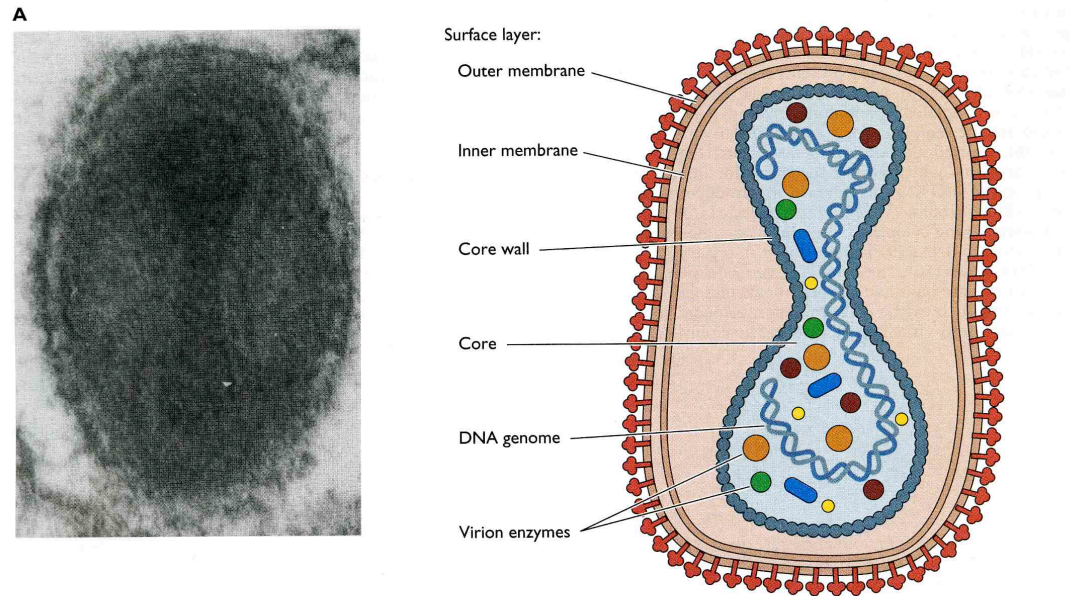 A
Surface layer:
Outer membrane
Inner membrane
Core wall
Core
DNA genome
Virion enzymes